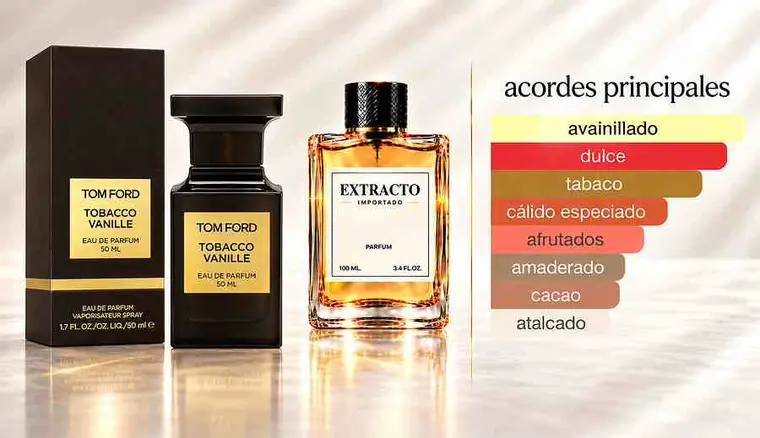 TOM FORD
TOBACCO
VANILLE
EAU DE PARFUM
50 ML
EAU DE PARFUM
VAPORISATEUR SPRAY
1.7 FL. OZ./OZ. LIQ./50 ml e
TOM FORD
TOBACCO
VANILLE
EAU DE PARFUM
50 ML
EXTRACTO
IMPORTADO
PARFUM
100 ML. 3.4 FL.OZ.
acordes principales
avainillado
dulce
tabaco
cálido especiado
afrutados
amaderado
cacao
atalcado